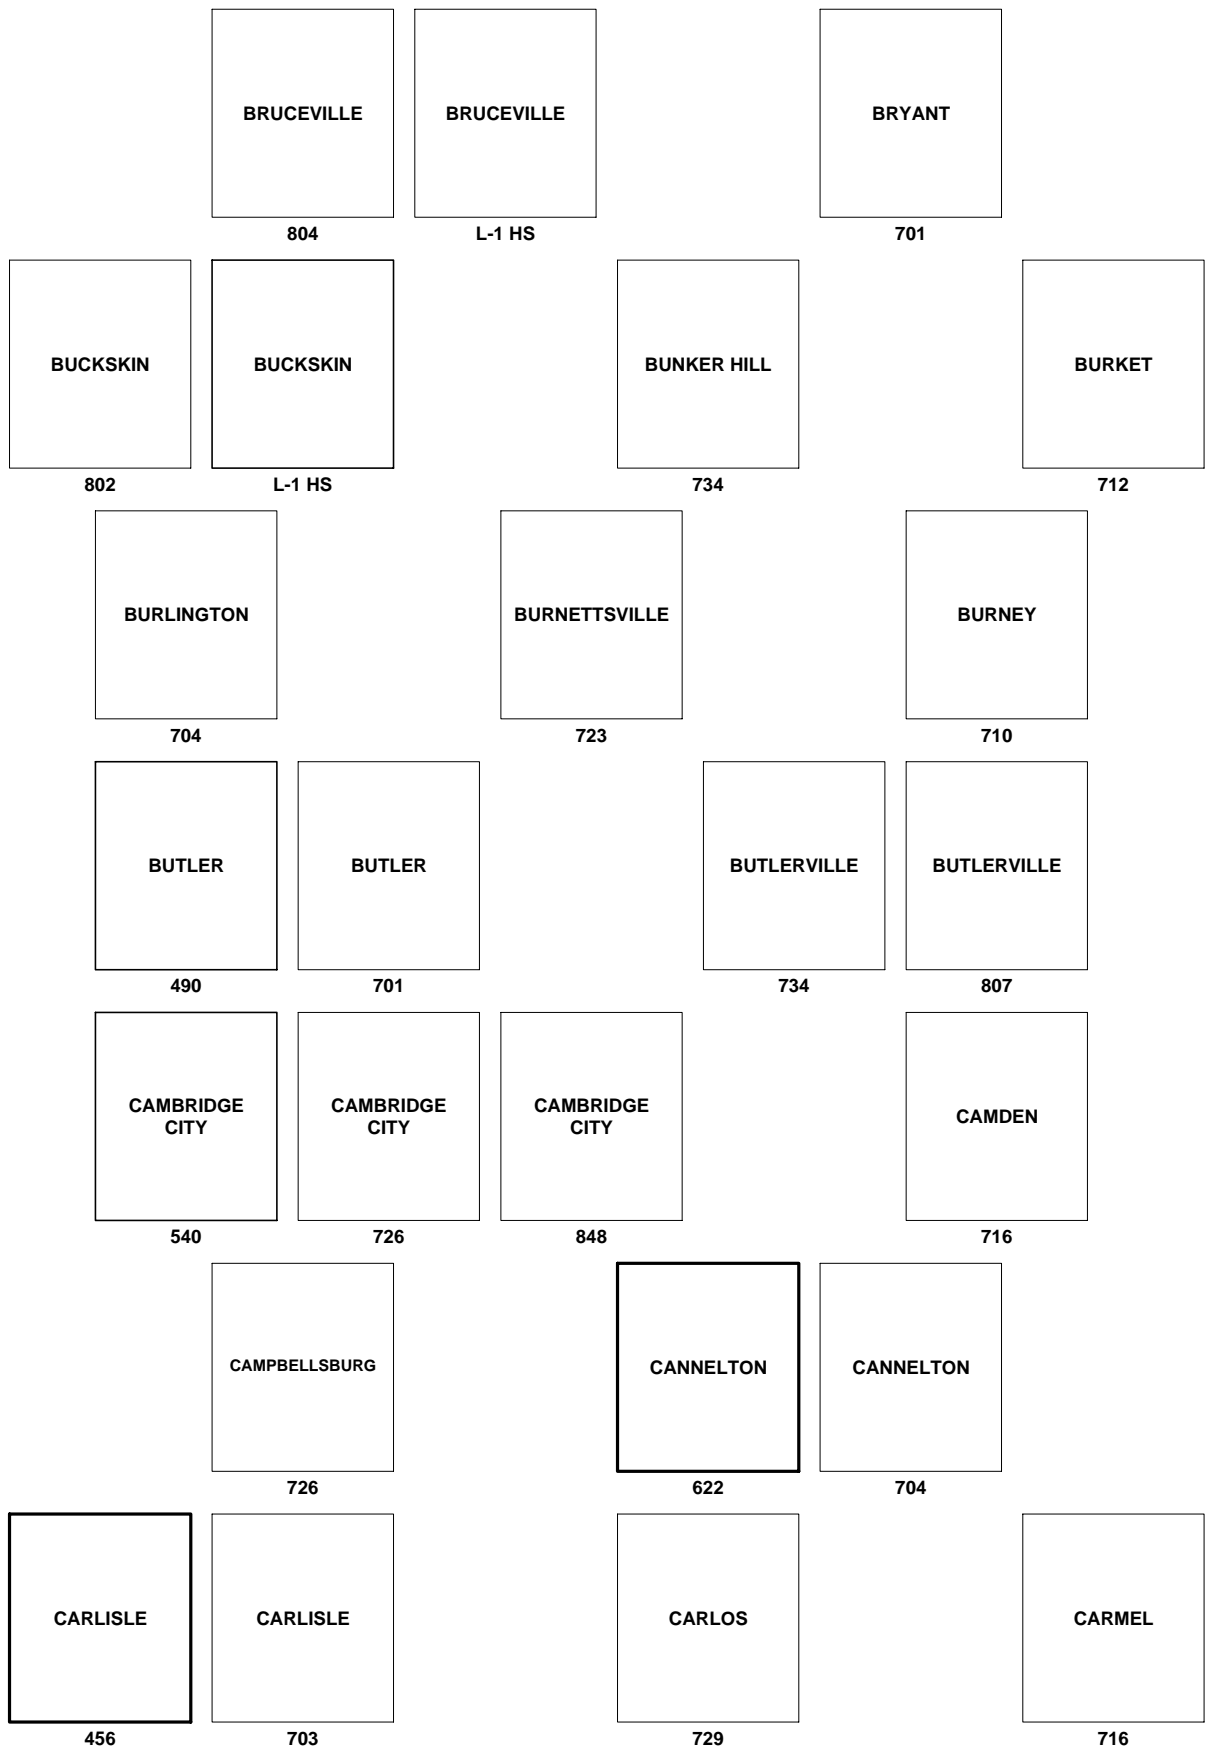 BRUCEVILLE BRUCEVILLE BRYANT
804 L-1 HS 701
BUCKSKIN BUCKSKIN BUNKER HILL BURKET
802 L-1 HS 734 712
BURLINGTON BURNETTSVILLE BURNEY
704 723 710
BUTLER BUTLER BUTLERVILLE BUTLERVILLE
490 701 734 807
CAMBRIDGE CITY CAMBRIDGE CITY CAMBRIDGE CITY CAMDEN
540 726 848 716
CAMPBELLSBURG CANNELTON CANNELTON
726 622 704
CARLISLE CARLISLE CARLOS CARMEL
456 703 729 716